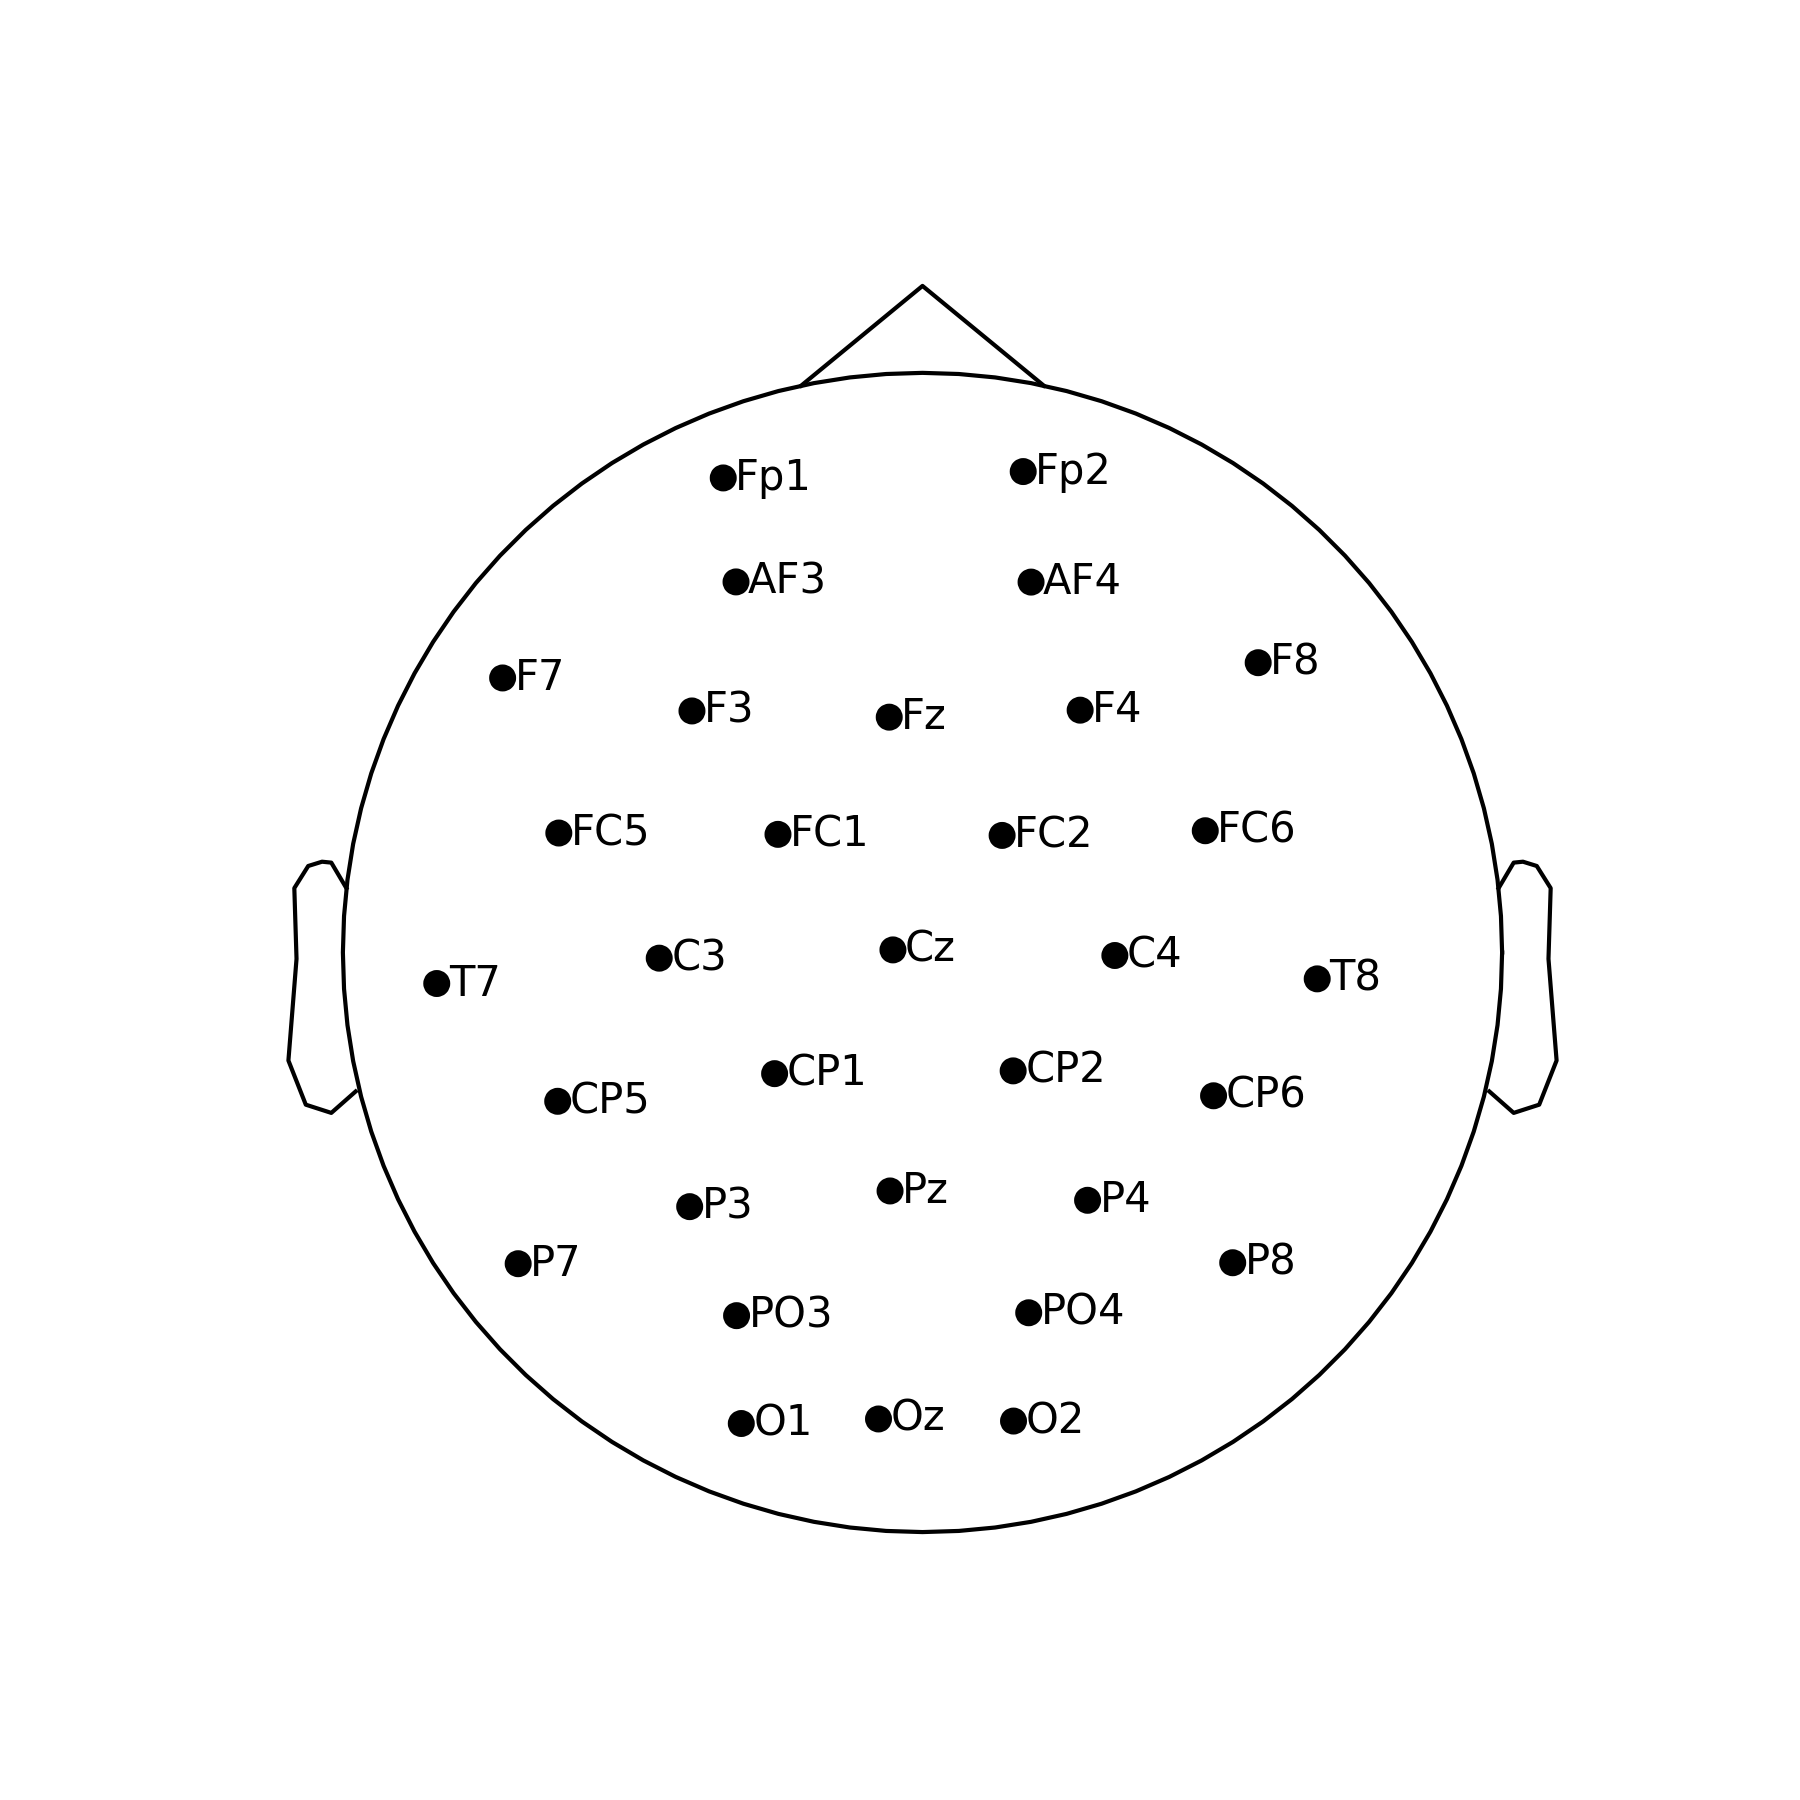 Fp1 Fp2
AF3 AF4
F7 F8
F3 Fz F4
FC5 FC1 FC2 FC6
C3 Cz C4
T7 T8
CP1 CP2
CP5 CP6
P3 Pz P4
P7 P8
PO3 PO4
O1 Oz O2